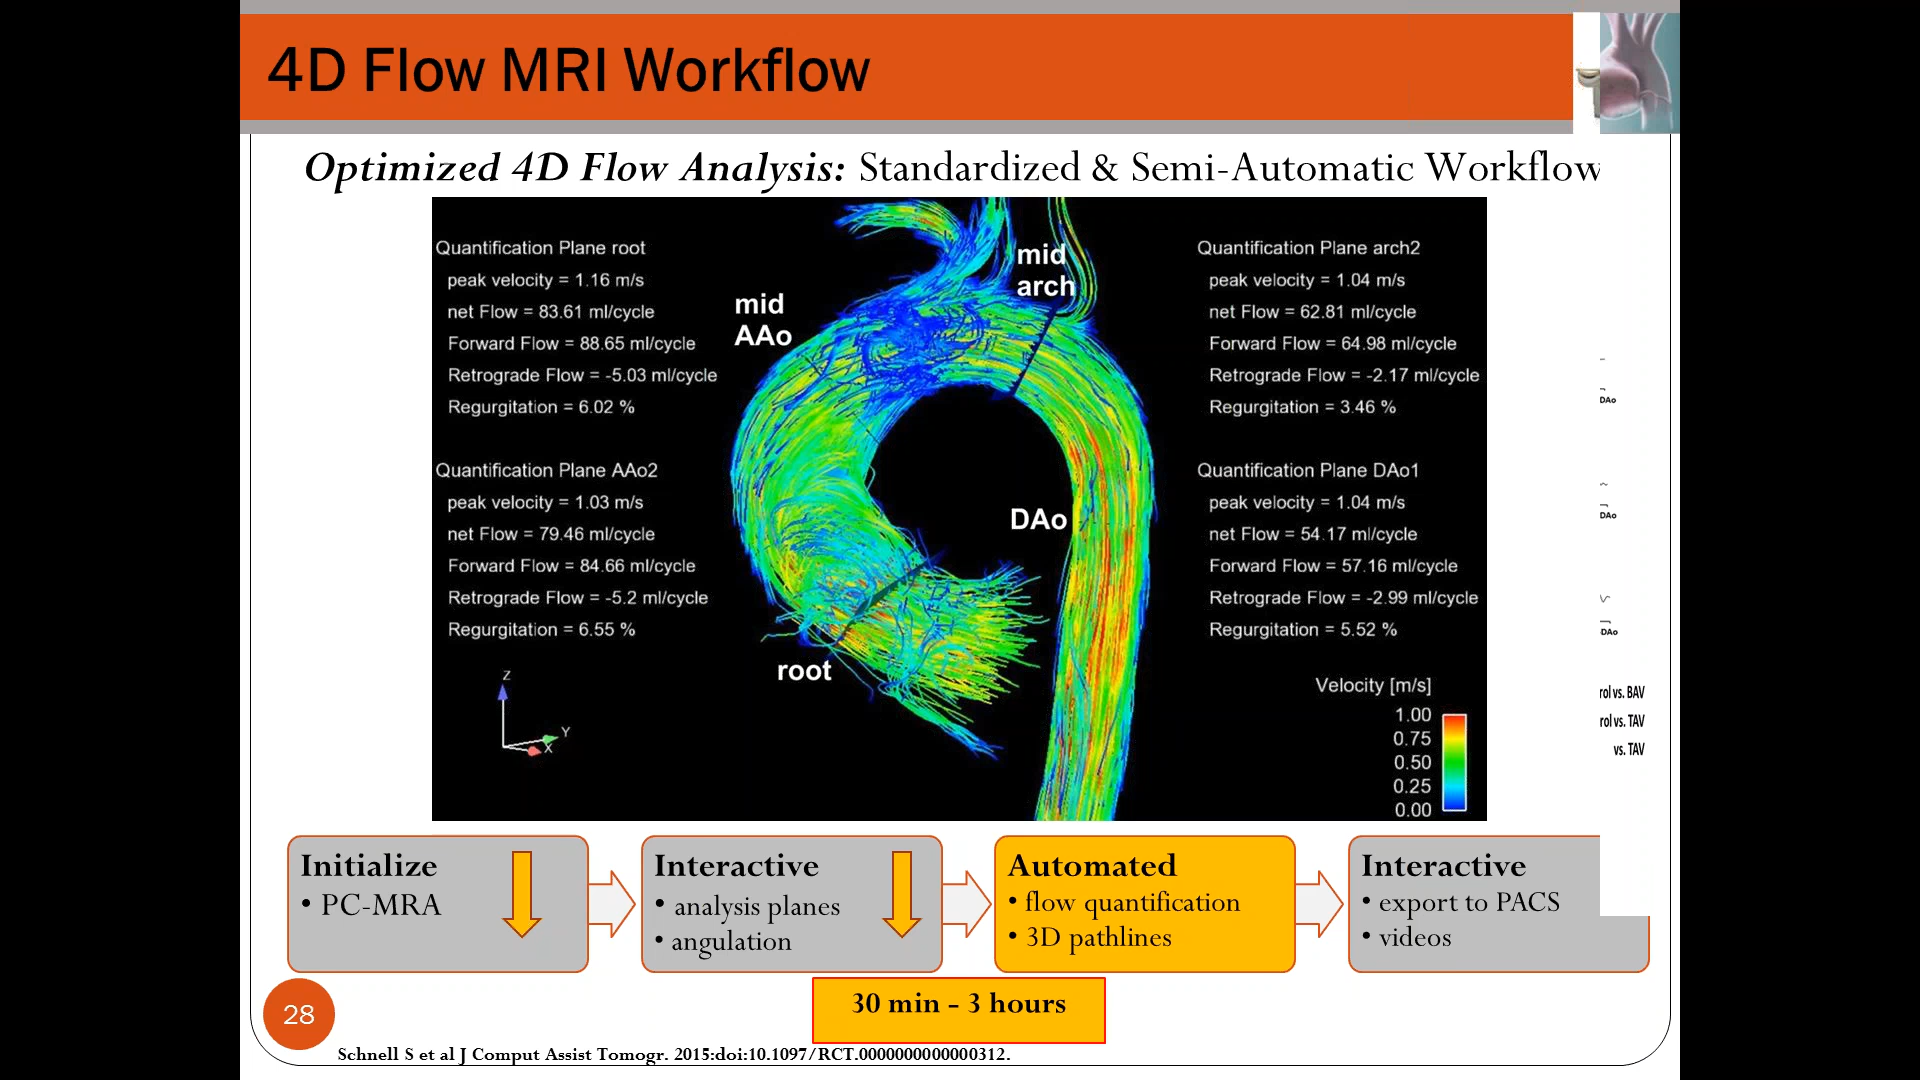 4D Flow MRI Workflow
Optimized 4D Flow Analysis: Standardized & Semi-Automatic Workflow
Quantification Plane root
peak velocity = 1.16 m/s
net Flow = 83.61 ml/cycle
Forward Flow = 88.65 ml/cycle
Retrograde Flow = -5.03 ml/cycle
Regurgitation = 6.02 %
Quantification Plane AAo2
peak velocity = 1.03 m/s
net Flow = 79.46 ml/cycle
Forward Flow = 84.66 ml/cycle
Retrograde Flow = -5.2 ml/cycle
Regurgitation = 6.55 %
mid
AAo
mid
arch
DAo
root
Z
Y
X
Quantification Plane arch2
peak velocity = 1.04 m/s
net Flow = 62.81 ml/cycle
Forward Flow = 64.98 ml/cycle
Retrograde Flow = -2.17 ml/cycle
Regurgitation = 3.46 %
Quantification Plane DAo1
peak velocity = 1.04 m/s
net Flow = 54.17 ml/cycle
Forward Flow = 57.16 ml/cycle
Retrograde Flow = -2.99 ml/cycle
Regurgitation = 5.52 %
Velocity [m/s]
1.00
0.75
0.50
0.25
0.00
DAo
DAo
DAo
rol vs. BAV
rol vs. TAV
vs. TAV
Initialize
• PC-MRA
Interactive
• analysis planes
• angulation
Automated
• flow quantification
• 3D pathlines
Interactive
• export to PACS
• videos
30 min - 3 hours
28
Schnell S et al J Comput Assist Tomogr. 2015:doi:10.1097/RCT.0000000000000312.